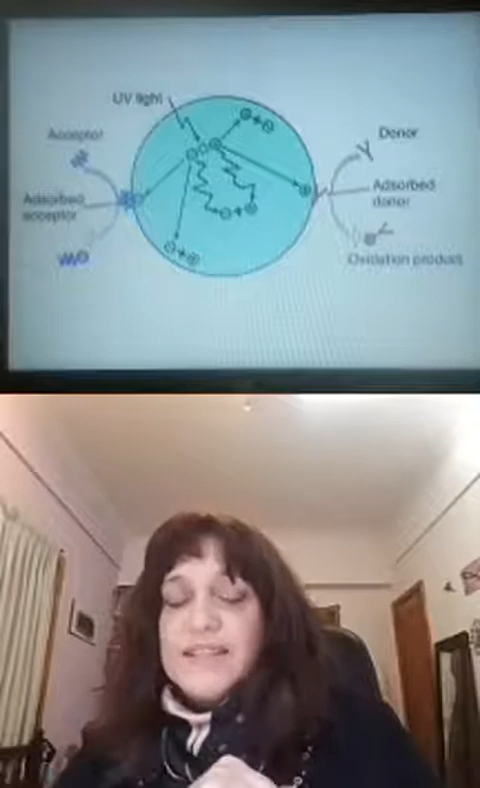 UV light
Acceptor
Donor
Adsorbed
acceptor
Adsorbed
donor
Oxidation product